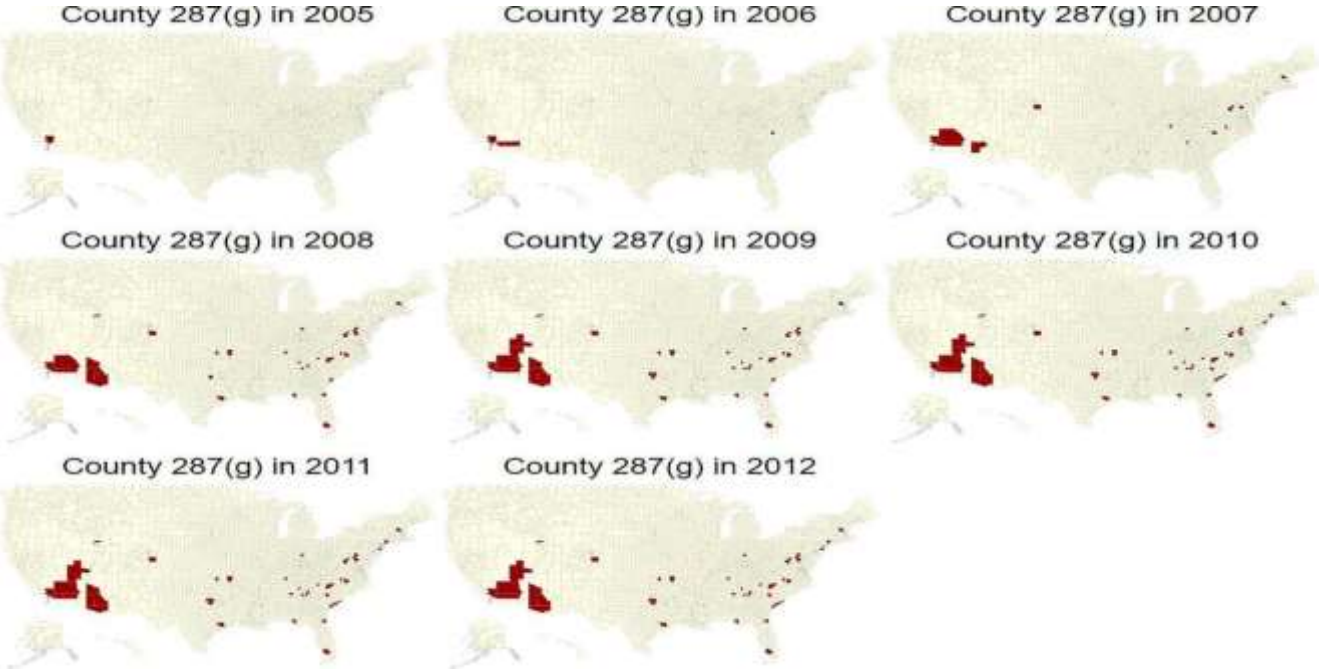 County 287(g) in 2005
County 287(g) in 2006
County 287(g) in 2007
County 287(g) in 2008
County 287(g) in 2009
County 287(g) in 2010
County 287(g) in 2011
County 287(g) in 2012